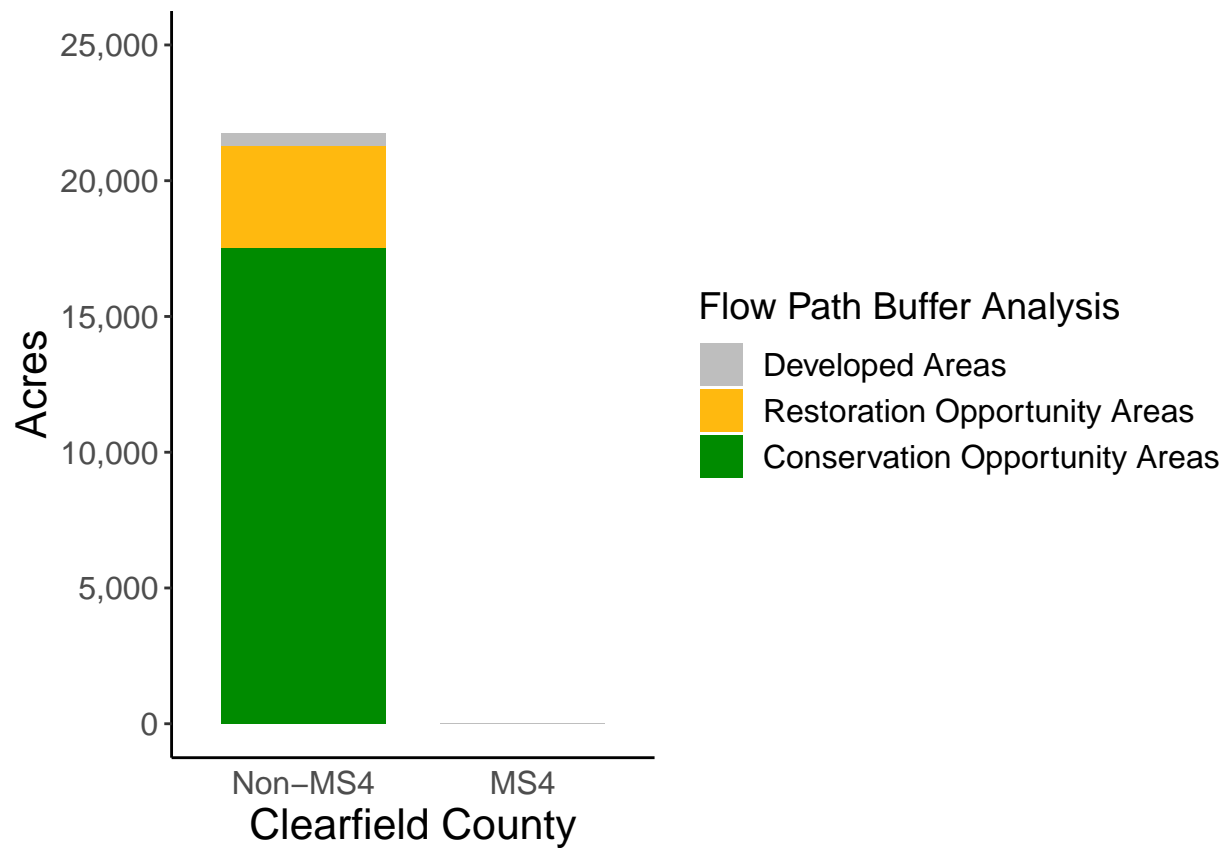 25,000
20,000
15,000
10,000
5,000
0
Acres
Non−MS4 MS4
Clearfield County
Flow Path Buffer Analysis
Developed Areas
Restoration Opportunity Areas
Conservation Opportunity Areas